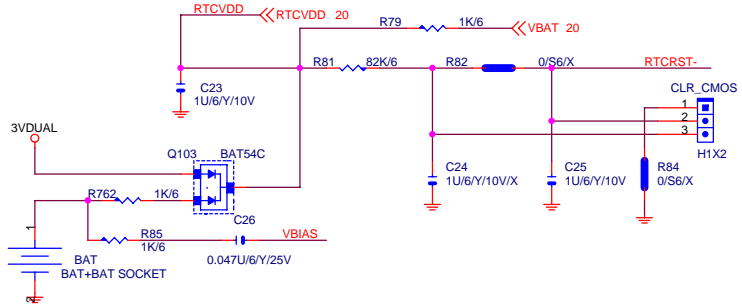 RTCVDD
RTCVDD 20
R79
1K/6
VBAT 20
R81
82K/6
R82
0/S6/X
RTCRST-
C23
1U/6/Y/10V
CLR_CMOS
1
2
3
H1X2
3VDUAL
Q103
BAT54C
C24
1U/6/Y/10V/X
C25
1U/6/Y/10V
R84
0/S6/X
R762
1K/6
C26
R85
1K/6
VBIAS
0.047U/6/Y/25V
1
BAT
BAT+BAT SOCKET
2